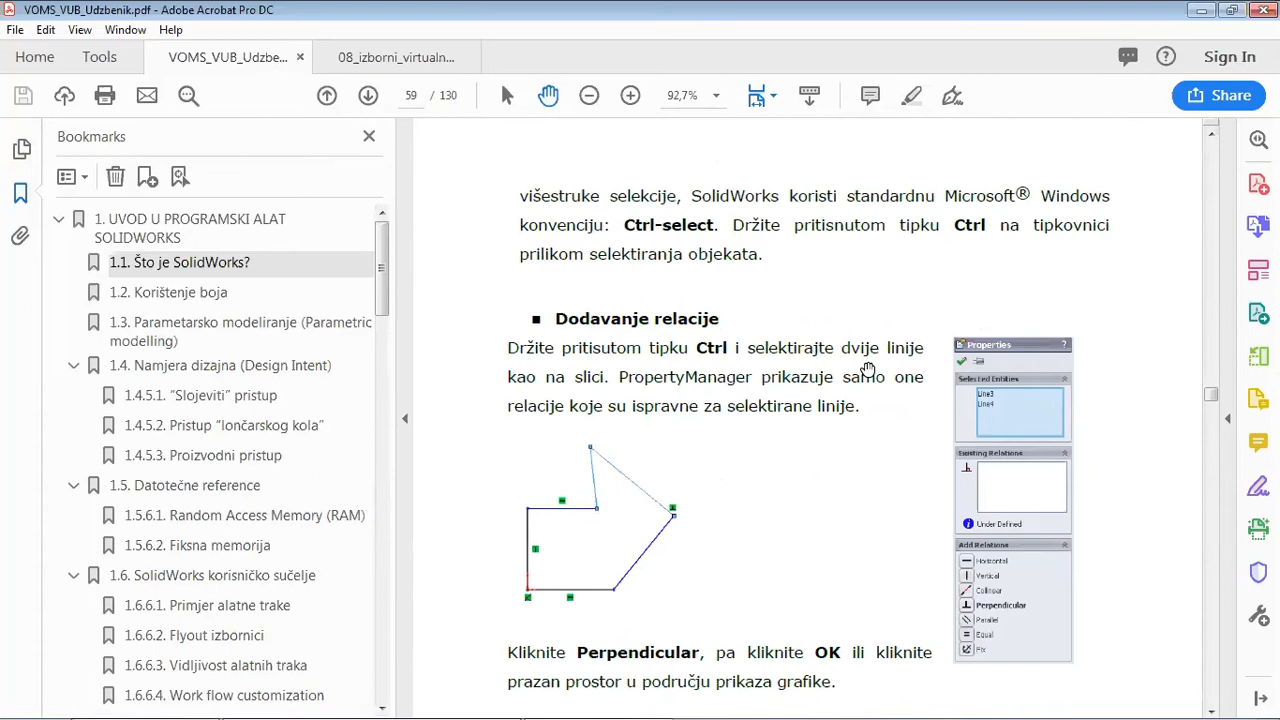 VOMS_VUB_Udzbenik.pdf - Adobe Acrobat Pro DC
File Edit View Window Help
Home Tools VOMS_VUB_Udzbe... 08_izborni_virtualn... Sign In
59 / 130 92,7% Share
Bookmarks
1. UVOD U PROGRAMSKI ALAT
SOLIDWORKS
1.1. Što je SolidWorks?
1.2. Korištenje boja
1.3. Parametarsko modeliranje (Parametric
modelling)
1.4. Namjera dizajna (Design Intent)
1.4.5.1. “Slojeviti” pristup
1.4.5.2. Pristup “lončarskog kola”
1.4.5.3. Proizvodni pristup
1.5. Datotečne reference
1.5.6.1. Random Access Memory (RAM)
1.5.6.2. Fiksna memorija
1.6. SolidWorks korisničko sučelje
1.6.6.1. Primjer alatne trake
1.6.6.2. Flyout izbornici
1.6.6.3. Vidljivost alatnih traka
1.6.6.4. Work flow customization
višestruke selekcije, SolidWorks koristi standardnu Microsoft® Windows
konvenciju: Ctrl-select. Držite pritisnutom tipku Ctrl na tipkovnici
prilikom selektiranja objekata.
■ Dodavanje relacije
Držite pritisutom tipku Ctrl i selektirajte dvije linije
kao na slici. PropertyManager prikazuje samo one
relacije koje su ispravne za selektirane linije.
Properties ?
Selected Entities
Line3
Line4
Existing Relations
Under Defined
Add Relations
Horizontal
Vertical
Collinear
Perpendicular
Parallel
Equal
Fix
Kliknite Perpendicular, pa kliknite OK ili kliknite
prazan prostor u području prikaza grafike.